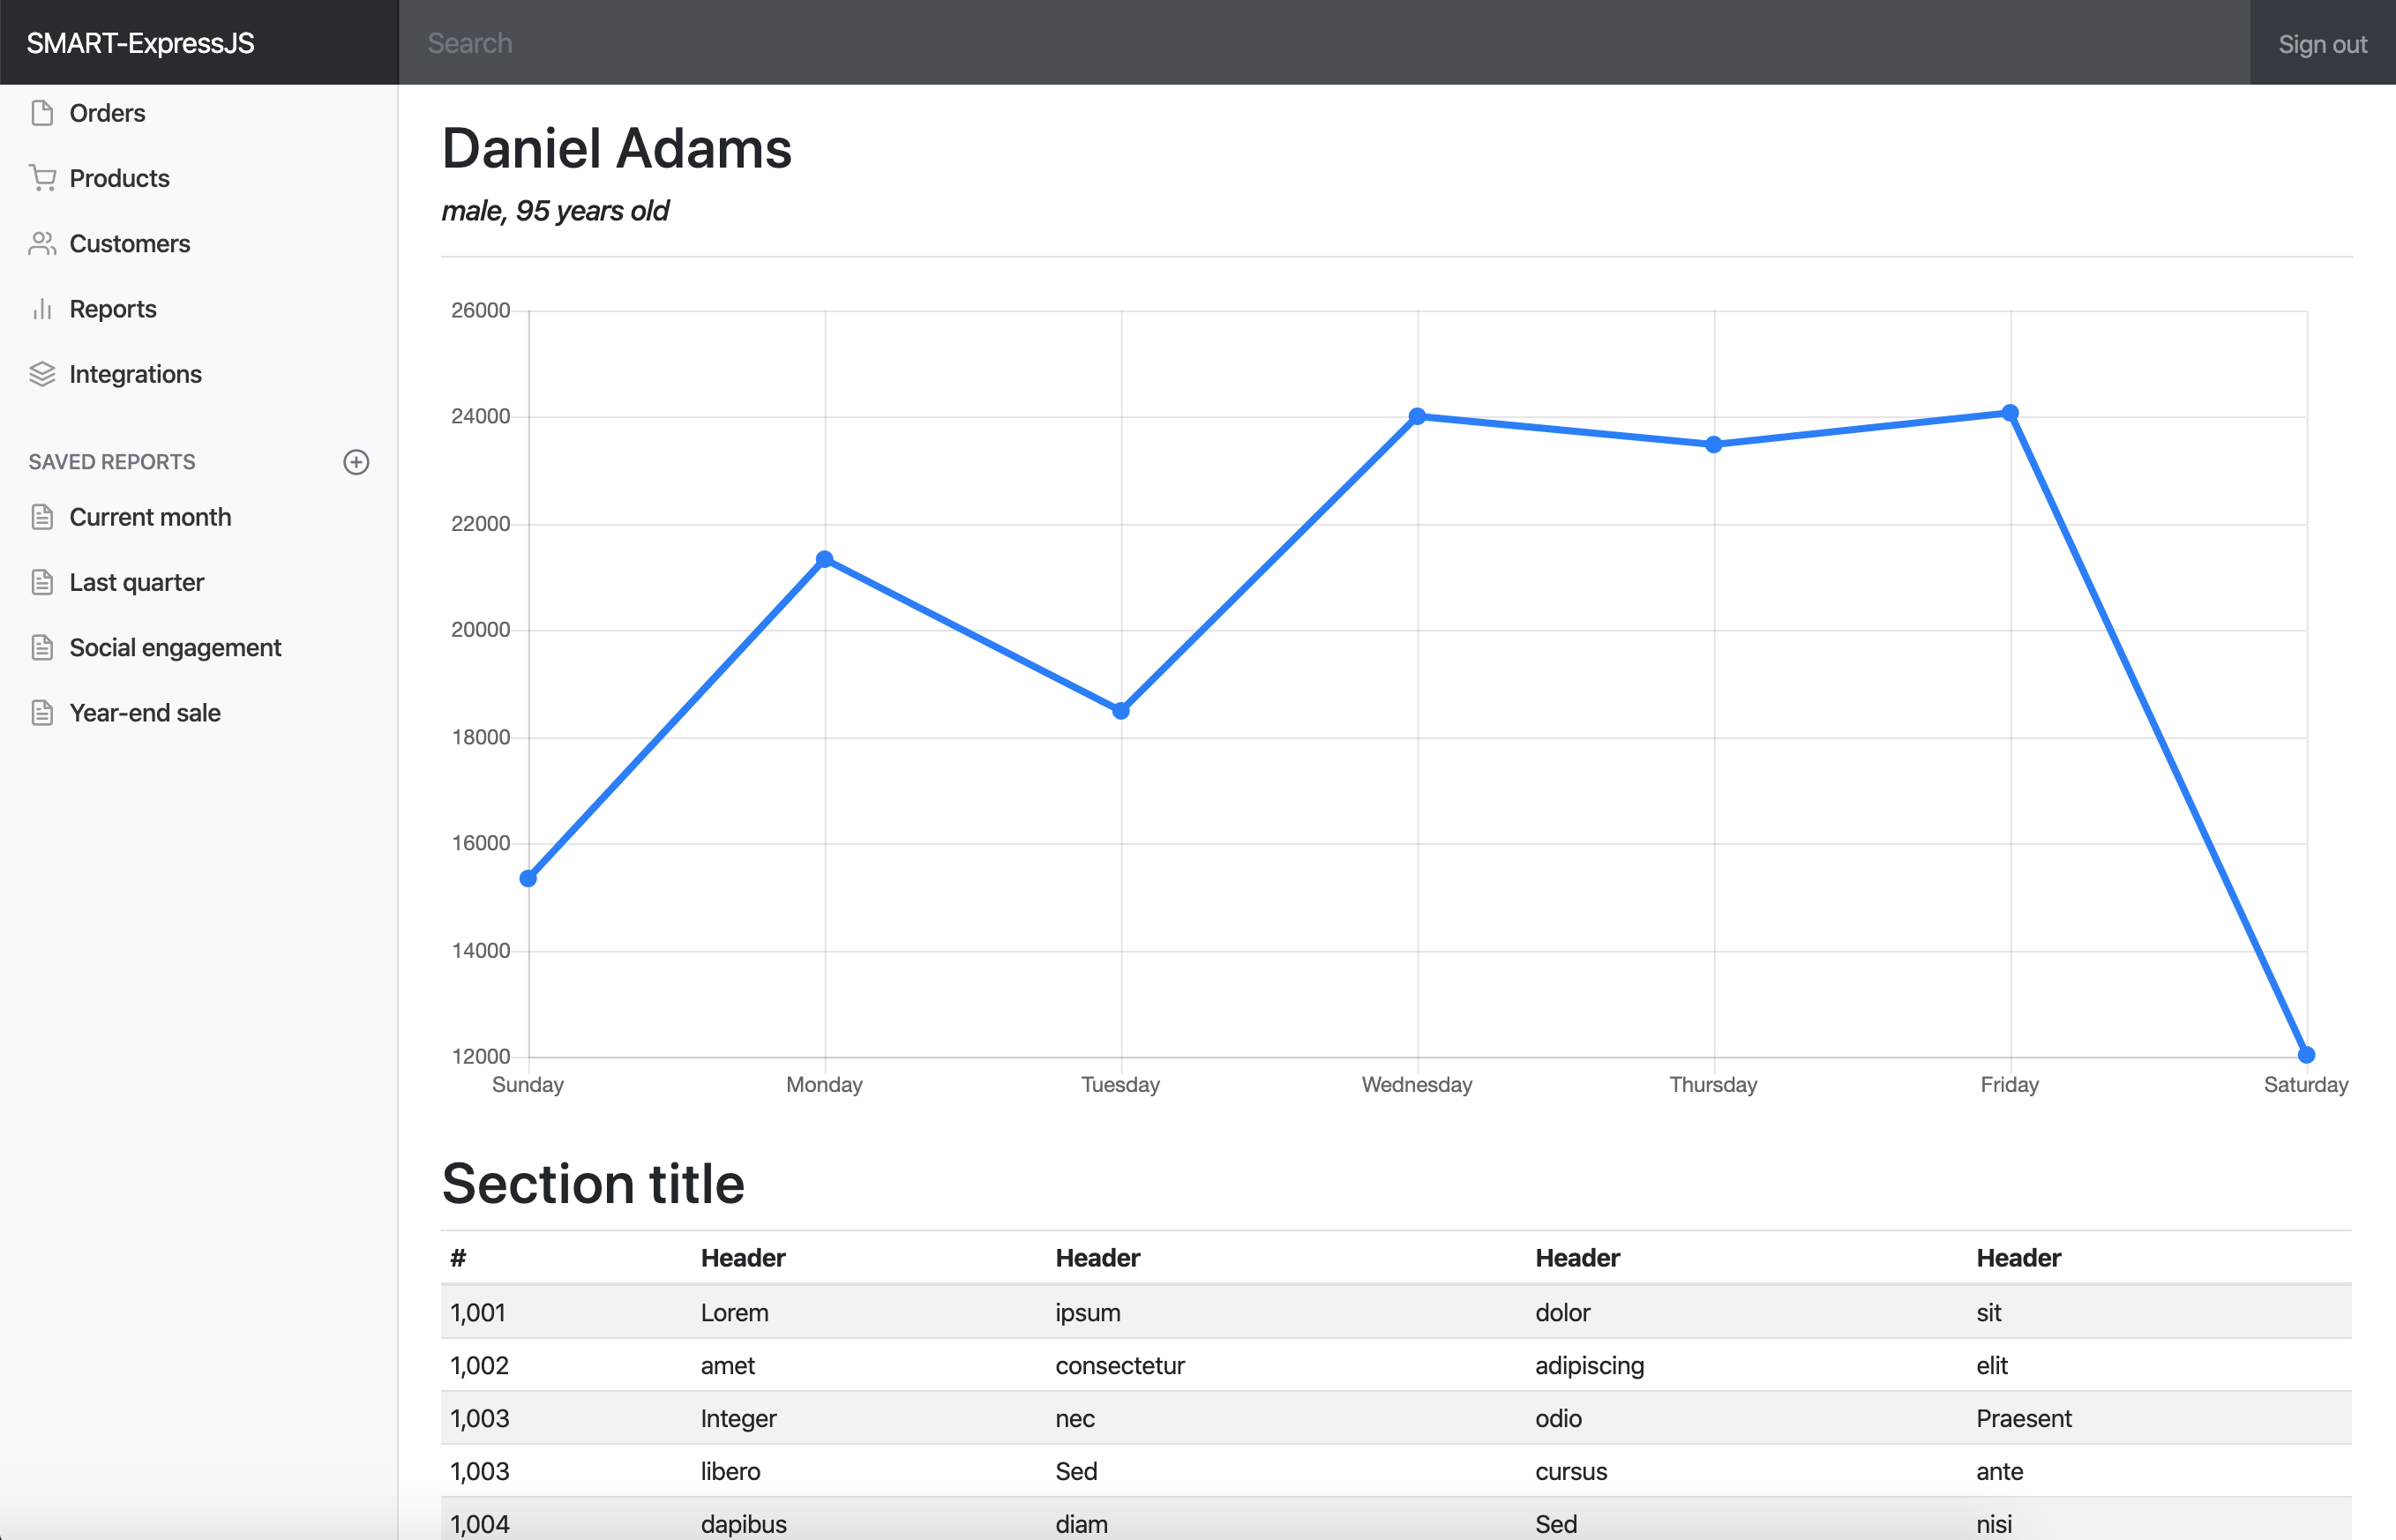 SMART-ExpressJS
Search
Sign out
Orders
Products
Customers
Reports
Integrations
SAVED REPORTS
Current month
Last quarter
Social engagement
Year-end sale
Daniel Adams
male, 95 years old
26000
24000
22000
20000
18000
16000
14000
12000
Sunday Monday Tuesday Wednesday Thursday Friday Saturday
Section title
# Header Header Header Header
1,001 Lorem ipsum dolor sit
1,002 amet consectetur adipiscing elit
1,003 Integer nec odio Praesent
1,003 libero Sed cursus ante
1,004 dapibus diam Sed nisi